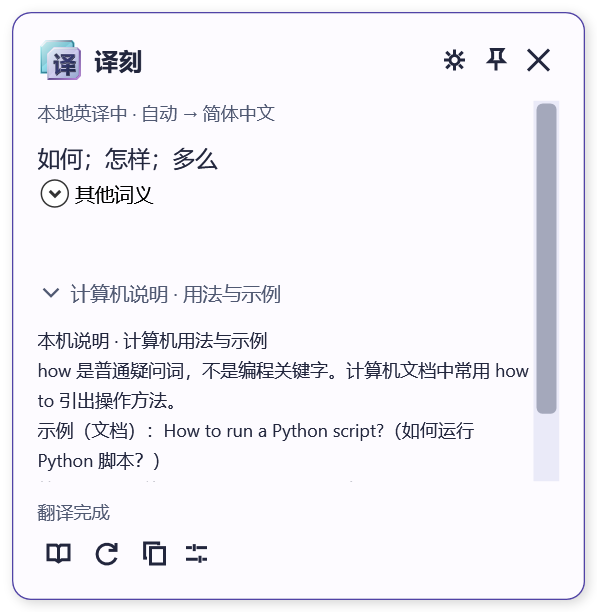 译
译刻
本地英译中 · 自动 → 简体中文
如何；怎样；多么
其他词义
计算机说明 · 用法与示例
本机说明 · 计算机用法与示例
how 是普通疑问词，不是编程关键字。计算机文档中常用 how
to 引出操作方法。
示例（文档）：How to run a Python script?（如何运行
Python 脚本？）
翻译完成